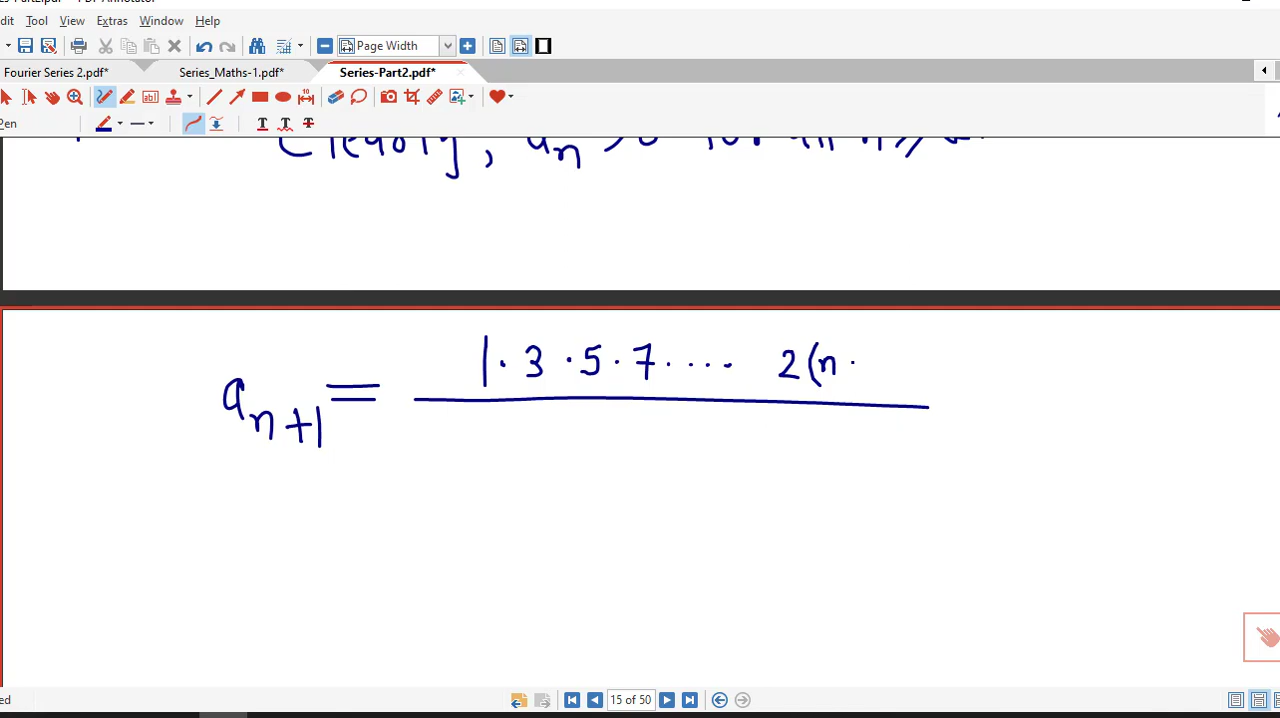 dit Tool View Extras Window Help
Page Width
Fourier Series 2.pdf* Series_Maths-1.pdf* Series-Part2.pdf*
Pen
Clearly, aₙ >0 for all n ≥
1 · 3 · 5 · 7 · · · · · 2(n ·
aₙ₊₁ =
15 of 50